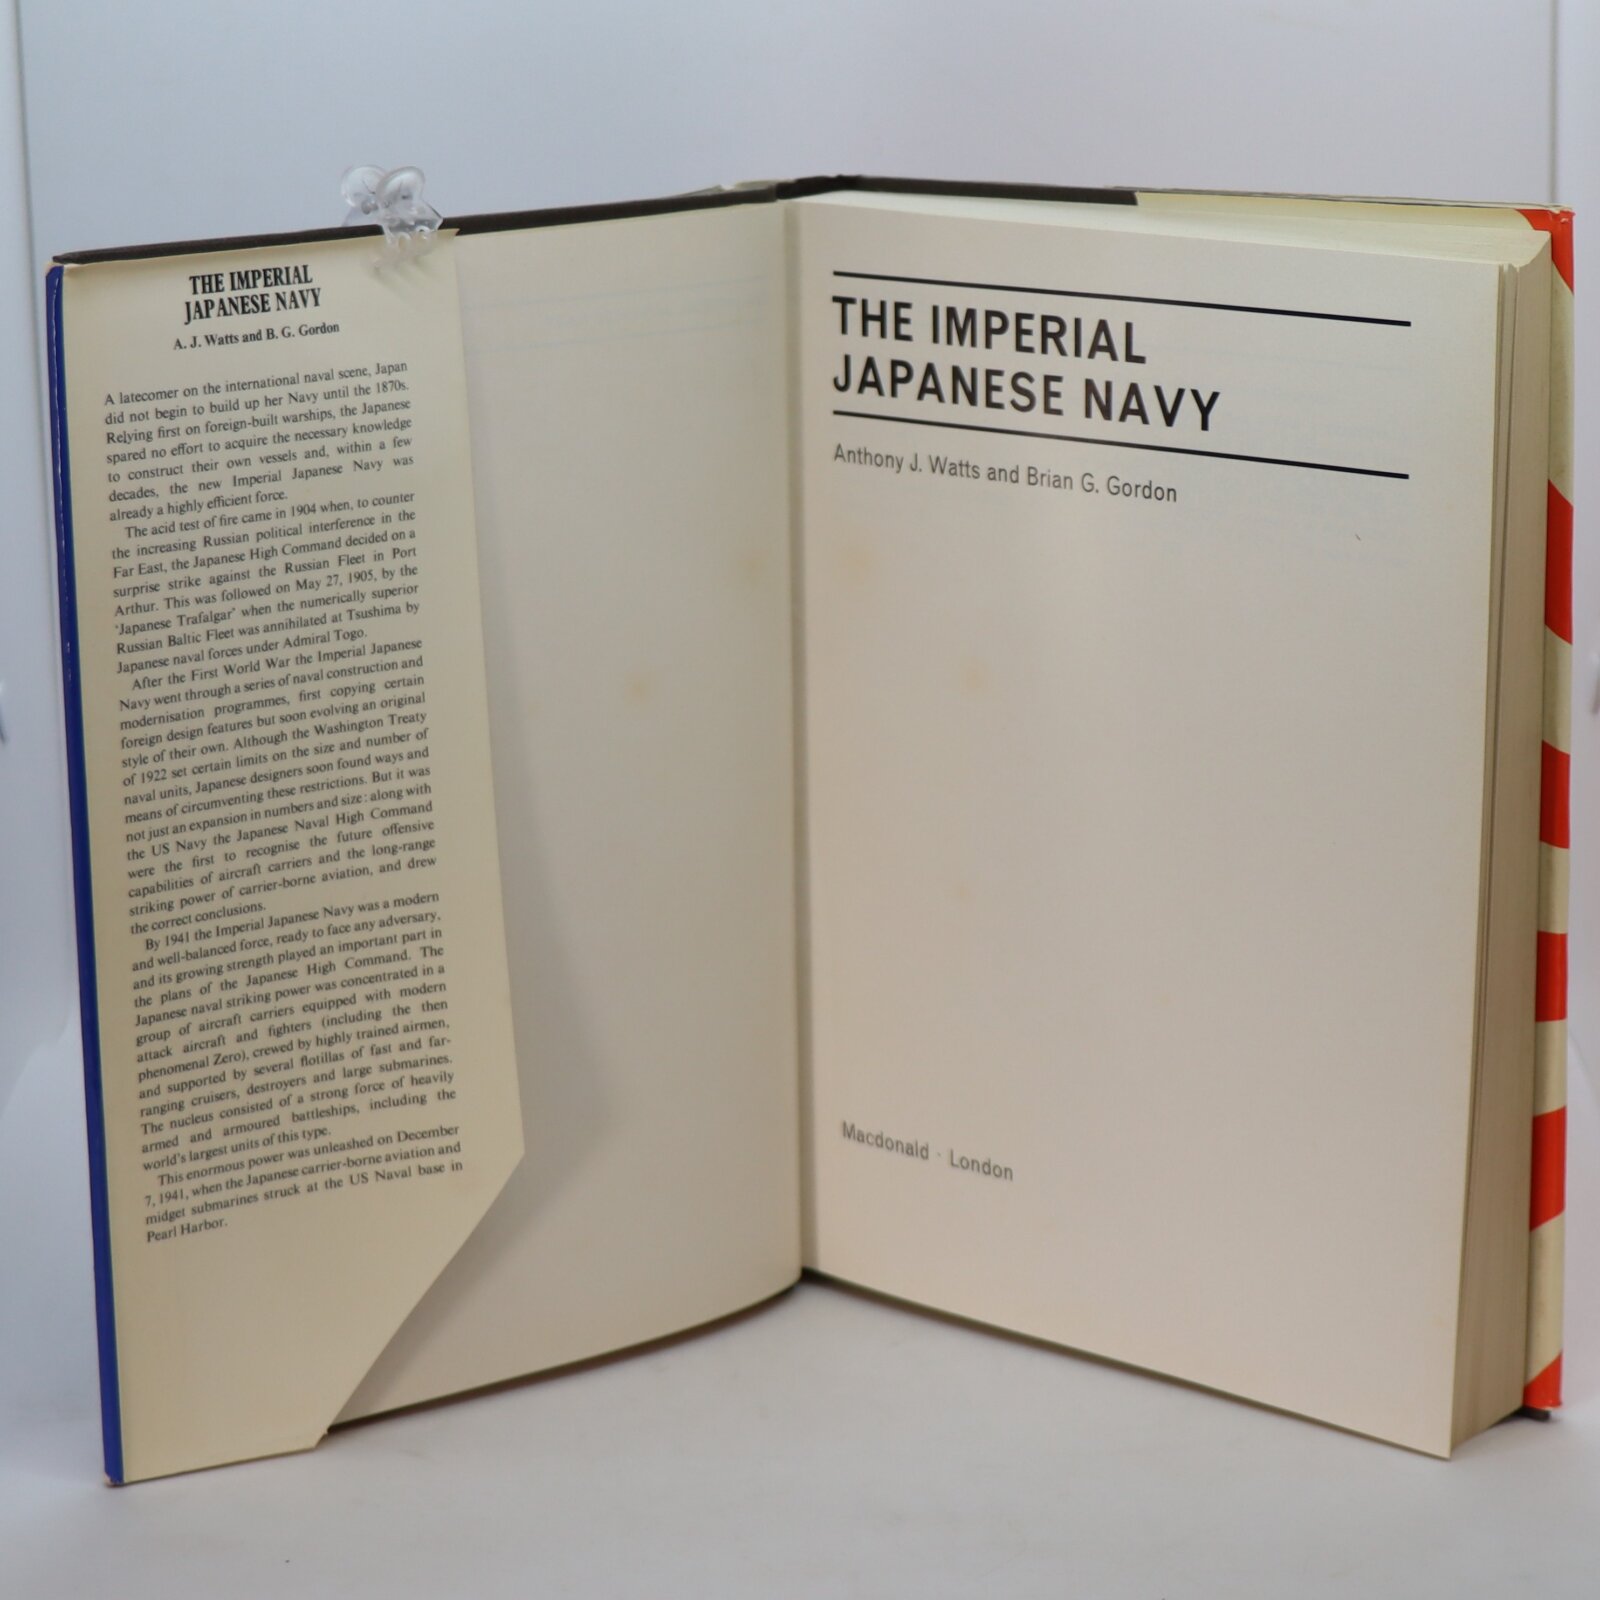 THE IMPERIAL
JAPANESE NAVY
A. J. Watts and B. G. Gordon
A latecomer on the international naval scene, Japan
did not begin to build up her Navy until the 1870s.
Relying first on foreign-built warships, the Japanese
spared no effort to acquire the necessary knowledge
to construct their own vessels and, within a few
decades, the new Imperial Japanese Navy was
already a highly efficient force.
The acid test of fire came in 1904 when, to counter
the increasing Russian political interference in the
Far East, the Japanese High Command decided on a
surprise strike against the Russian Fleet in Port
Arthur. This was followed on May 27, 1905, by the
'Japanese Trafalgar' when the numerically superior
Russian Baltic Fleet was annihilated at Tsushima by
Japanese naval forces under Admiral Togo.
After the First World War the Imperial Japanese
Navy went through a series of naval construction and
modernisation programmes, first copying certain
foreign design features but soon evolving an original
style of their own. Although the Washington Treaty
of 1922 set certain limits on the size and number of
naval units, Japanese designers soon found ways and
means of circumventing these restrictions. But it was
not just an expansion in numbers and size: along with
the US Navy the Japanese Naval High Command
were the first to recognise the future offensive
capabilities of aircraft carriers and the long-range
striking power of carrier-borne aviation, and drew
the correct conclusions.
By 1941 the Imperial Japanese Navy was a modern
and well-balanced force, ready to face any adversary,
and its growing strength played an important part in
the plans of the Japanese High Command. The
Japanese naval striking power was concentrated in a
group of aircraft carriers equipped with modern
attack aircraft and fighters (including the then
phenomenal Zero), crewed by highly trained airmen,
and supported by several flotillas of fast and far-
ranging cruisers, destroyers and large submarines.
The nucleus consisted of a strong force of heavily
armed and armoured battleships, including the
world's largest units of this type.
This enormous power was unleashed on December
7, 1941, when the Japanese carrier-borne aviation and
midget submarines struck at the US Naval base in
Pearl Harbor.
THE IMPERIAL
JAPANESE NAVY
Anthony J. Watts and Brian G. Gordon
Macdonald · London